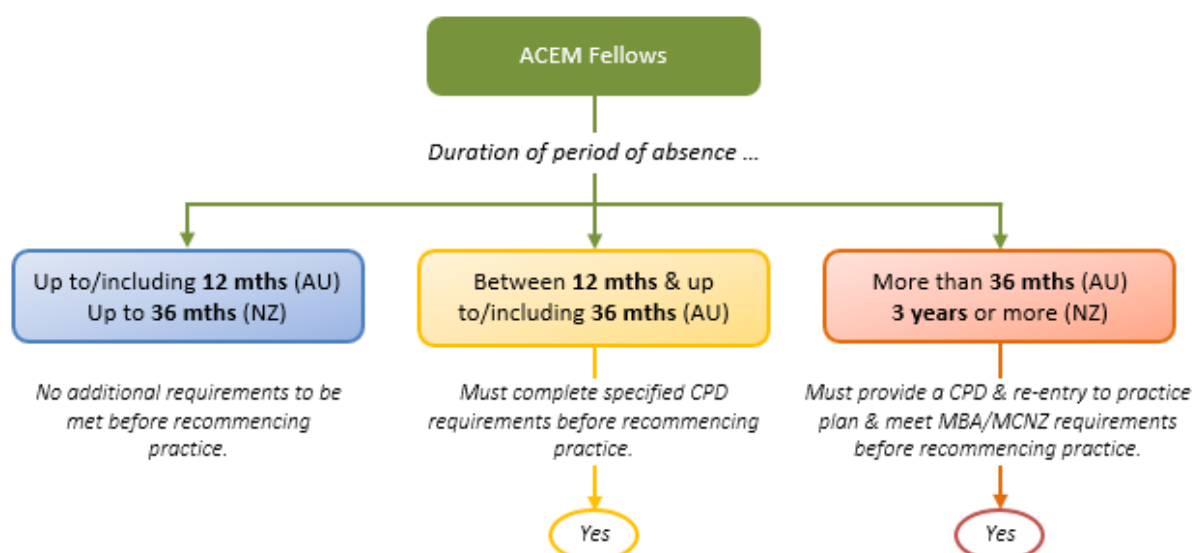 ACEM Fellows
Duration of period of absence ...
Up to/including 12 mths (AU)
Up to 36 mths (NZ)
No additional requirements to be
met before recommencing
practice.
Between 12 mths & up
to/including 36 mths (AU)
Must complete specified CPD
requirements before recommencing
practice.
Yes
More than 36 mths (AU)
3 years or more (NZ)
Must provide a CPD & re-entry to practice
plan & meet MBA/MCNZ requirements
before recommencing practice.
Yes